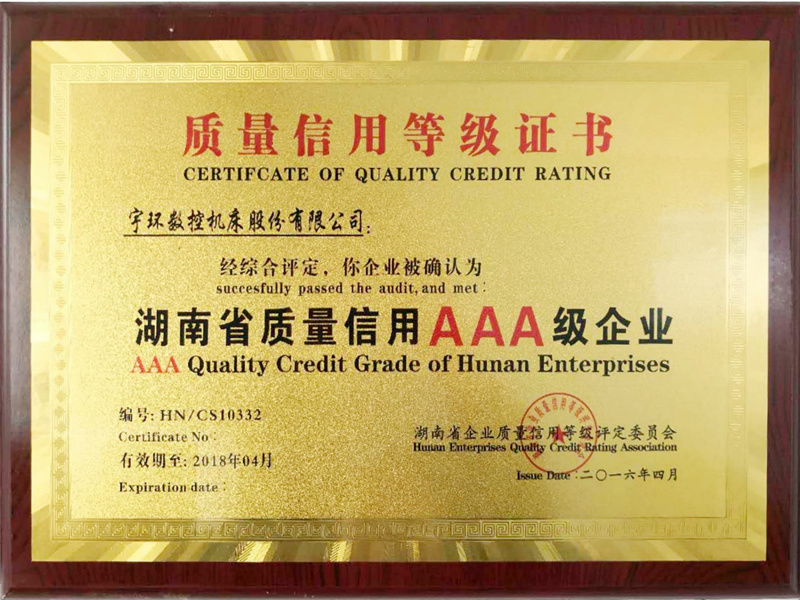 质量信用等级证书
CERTIFCATE OF QUALITY CREDIT RATING
宇环数控机床股份有限公司:
经综合评定，你企业被确认为
succesfully passed the audit, and met:
湖南省质量信用AAA级企业
AAA Quality Credit Grade of Hunan Enterprises
编号: HN/CS10332
Certificate No:
有效期至: 2018年04月
Expiration date:
湖南省企业质量信用等级评定委员会
Hunan Enterprises Quality Credit Rating Association
Issue Date:二〇一六年四月